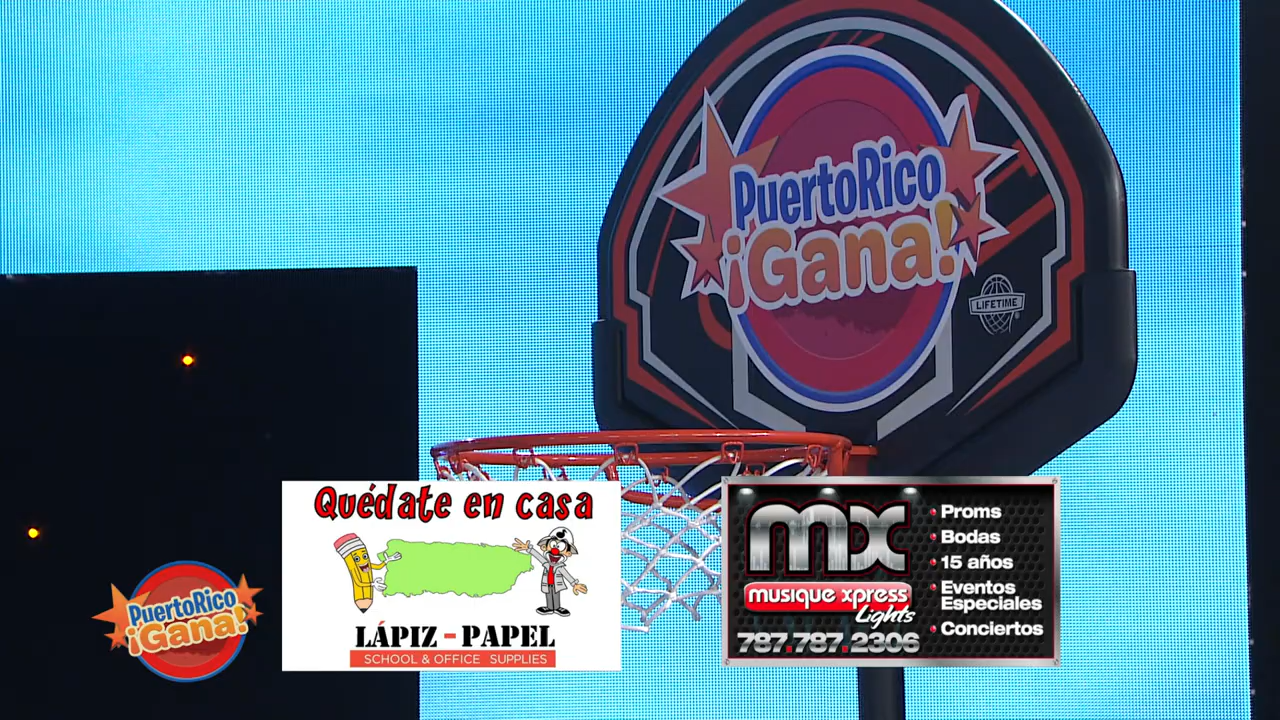 PuertoRico
¡Gana!
LIFETIME
Quédate en casa
LÁPIZ - PAPEL
SCHOOL & OFFICE SUPPLIES
mx
musique xpress
Lights
787.787.2306
Proms
Bodas
15 años
Eventos
Especiales
Conciertos
PuertoRico
¡Gana!